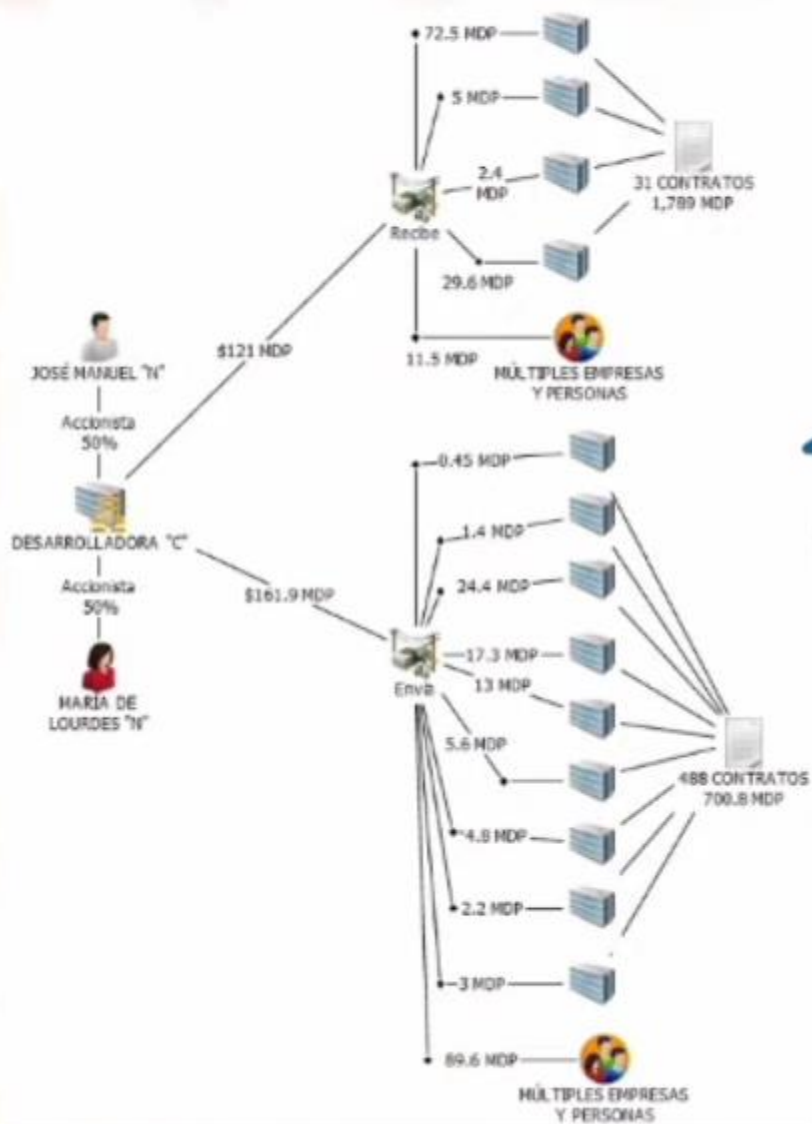 72.5 MDP
5 MDP
2.4
MDP
Recibe
31 CONTRATOS
1,789 MDP
29.6 MDP
$121 MDP
11.5 MDP
MÚLTIPLES EMPRESAS
Y PERSONAS
JOSÉ MANUEL "N"
Accionista
50%
DESARROLLADORA "C"
Accionista
50%
MARÍA DE
LOURDES "N"
$161.9 MDP
Envía
0.45 MDP
1.4 MDP
24.4 MDP
17.3 MDP
13 MDP
5.6 MDP
488 CONTRATOS
700.8 MDP
4.8 MDP
2.2 MDP
3 MDP
89.6 MDP
MÚLTIPLES EMPRESAS
Y PERSONAS